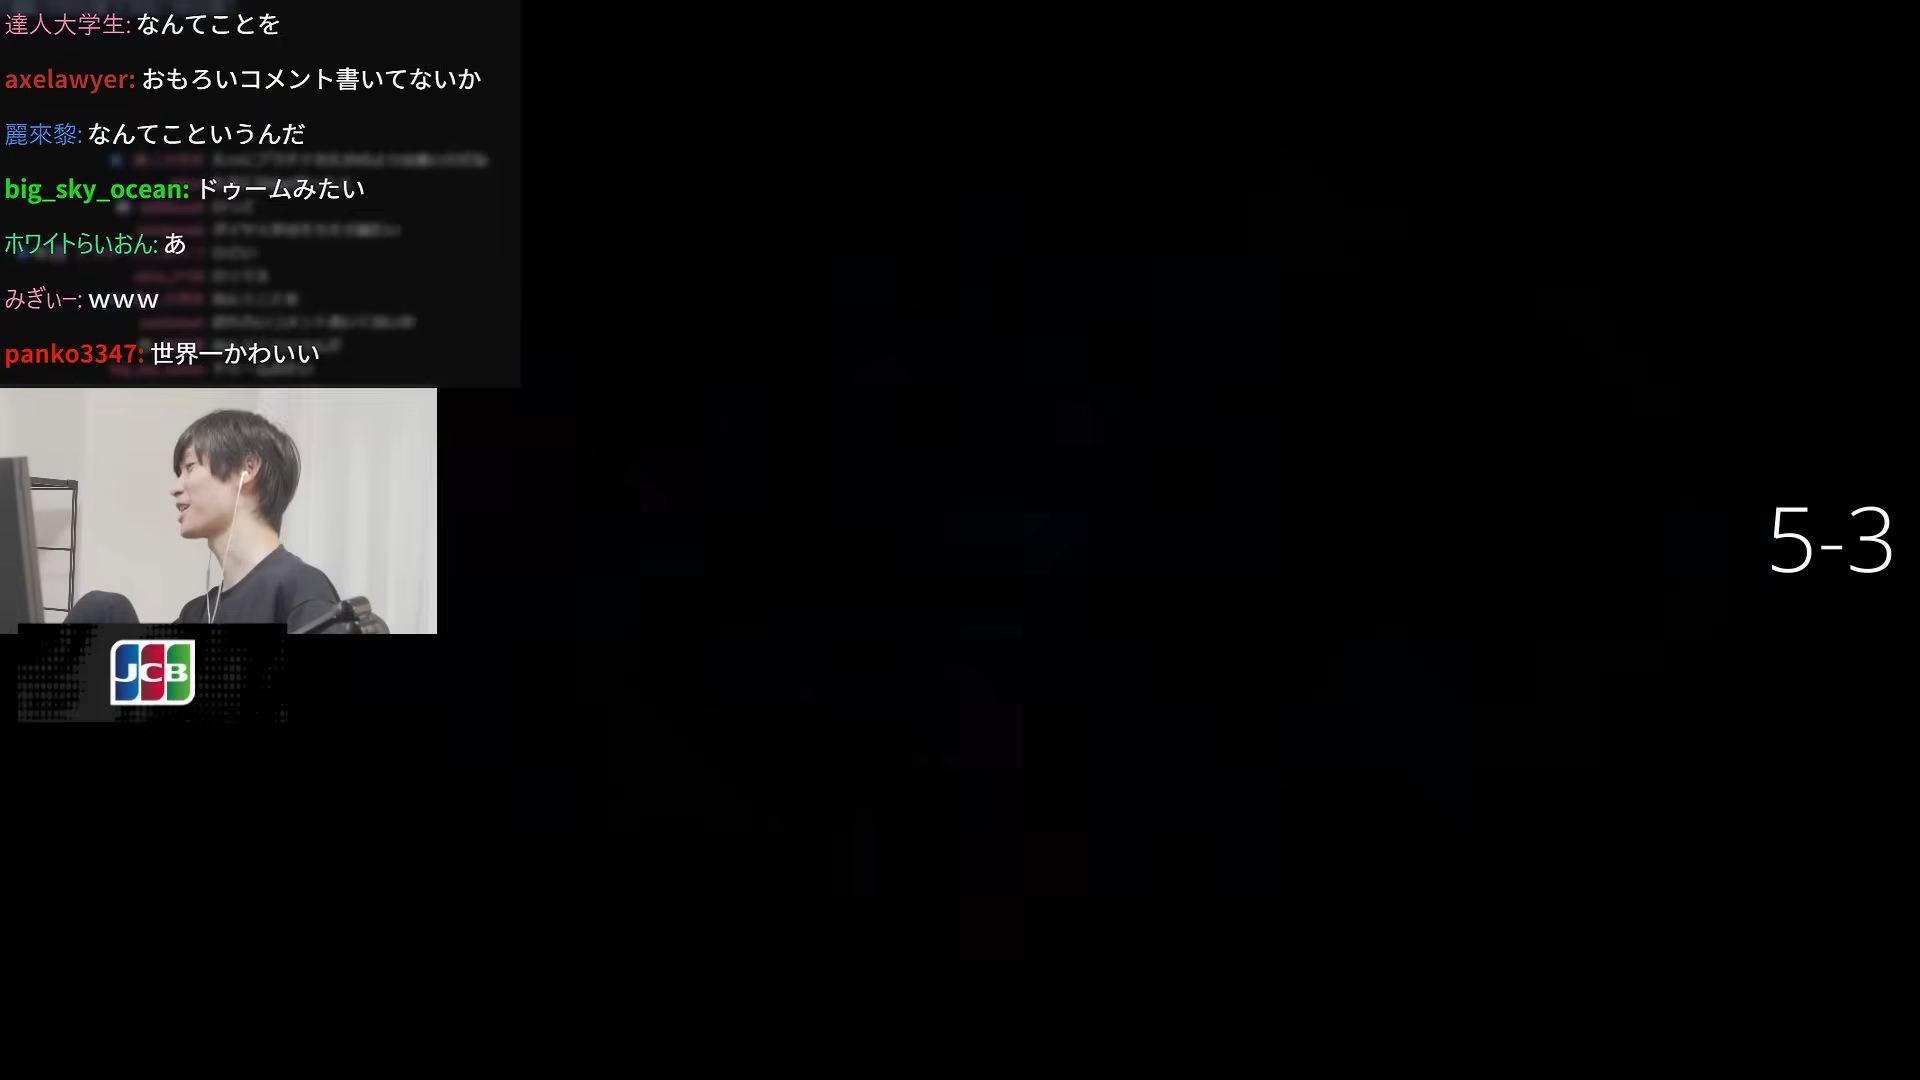 達人大学生: なんてことを
axelawyer: おもろいコメント書いてないか
麗來黎: なんてこというんだ
big_sky_ocean: ドゥームみたい
ホワイトらいおん: あ
みぎぃー: www
panko3347: 世界一かわいい
JCB
5-3